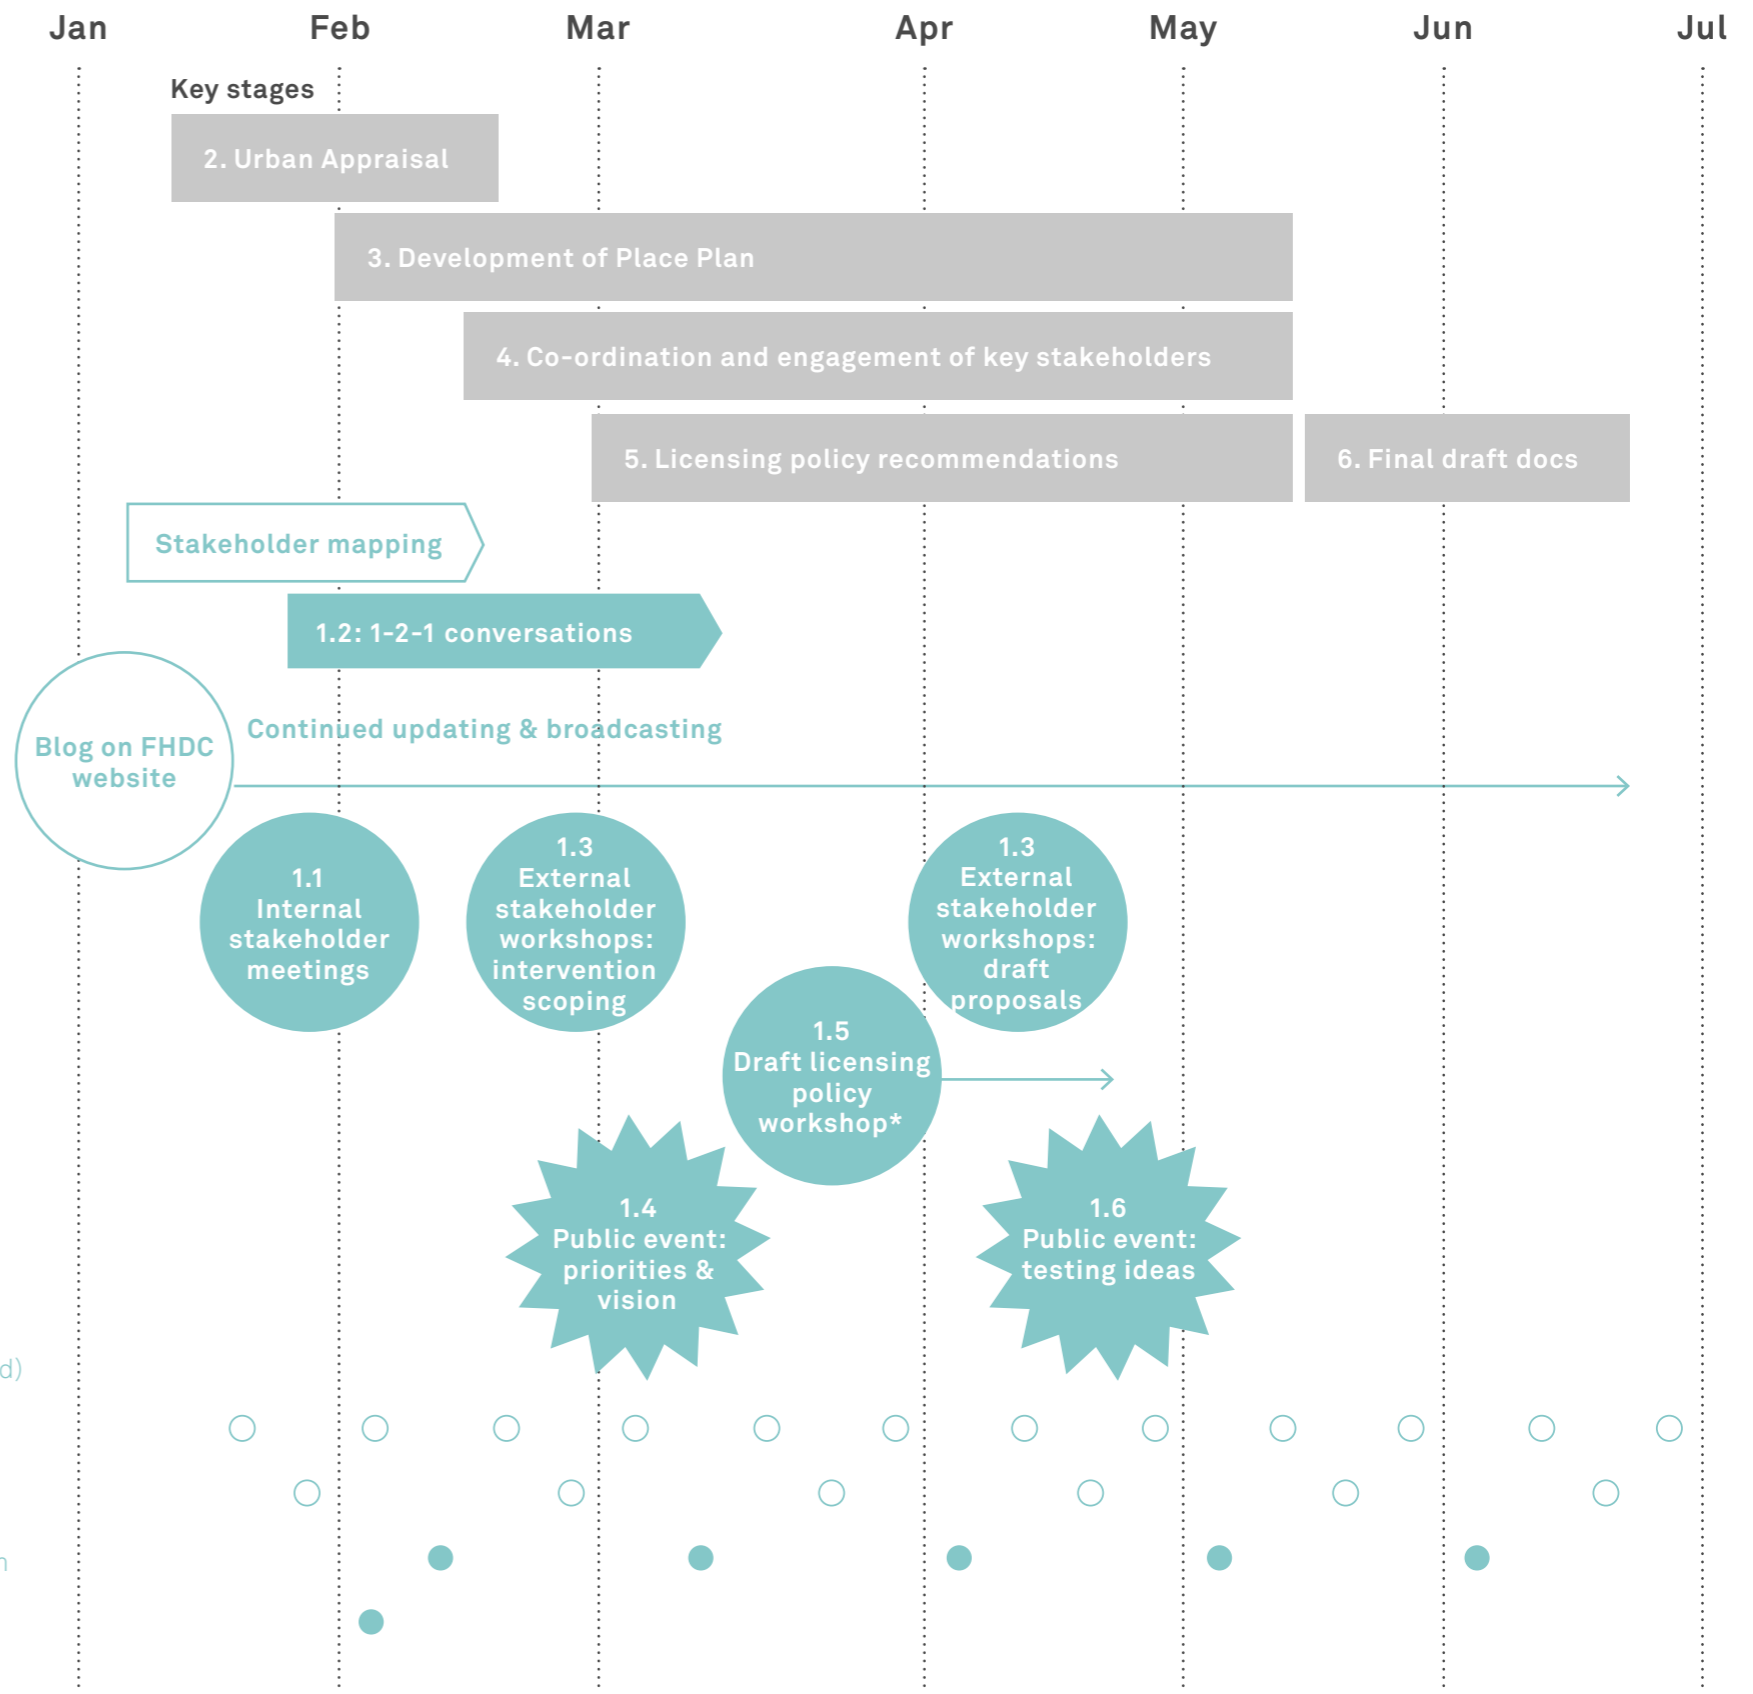 Jan Feb Mar Apr May Jun Jul
Key stages
2. Urban Appraisal
3. Development of Place Plan
4. Co-ordination and engagement of key stakeholders
5. Licensing policy recommendations
6. Final draft docs
Stakeholder mapping
1.2: 1-2-1 conversations
Blog on FHDC
website
Continued updating & broadcasting
1.1
Internal
stakeholder
meetings
1.3
External
stakeholder
workshops:
intervention
scoping
1.3
External
stakeholder
workshops:
draft
proposals
1.5
Draft licensing
policy
workshop*
1.4
Public event:
priorities &
vision
1.6
Public event:
testing ideas